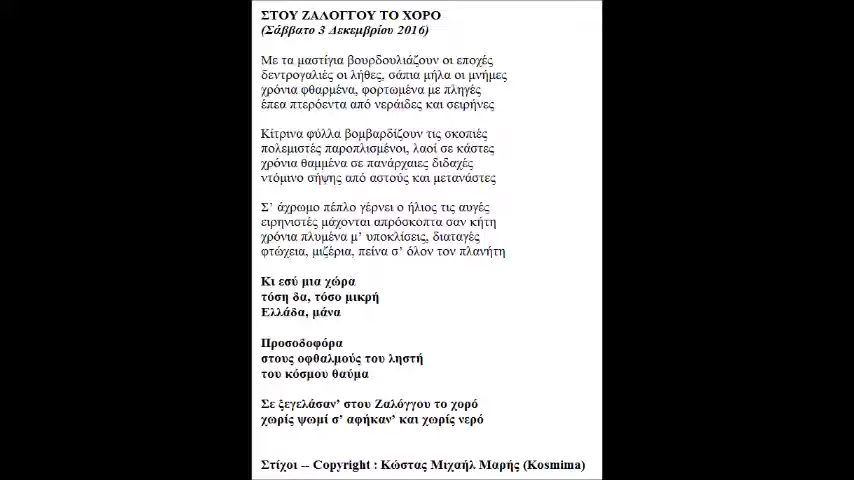 ΣΤΟΥ ΖΑΛΟΓΓΟΥ ΤΟ ΧΟΡΟ
(Σάββατο 3 Δεκεμβρίου 2016)
Με τα μαστίγια βουρδουλιάζουν οι εποχές
δεντρογαλιές οι λήθες, σάπια μήλα οι μνήμες
χρόνια φθαρμένα, φορτωμένα με πληγές
έπεα πτερόεντα από νεράιδες και σειρήνες
Κίτρινα φύλλα βομβαρδίζουν τις σκοπιές
πολεμιστές παροπλισμένοι, λαοί σε κάστες
χρόνια θαμμένα σε πανάρχαιες διδαχές
ντόμινο σήψης από αστούς και μετανάστες
Σ’ άχρωμο πέπλο γέρνει ο ήλιος τις αυγές
ειρηνιστές μάχονται απρόσκοπτα σαν κήτη
χρόνια πλυμένα μ’ υποκλίσεις, διαταγές
φτώχεια, μιζέρια, πείνα σ’ όλον τον πλανήτη
Κι εσύ μια χώρα
τόση δα, τόσο μικρή
Ελλάδα, μάνα
Προσοδοφόρα
στους οφθαλμούς του ληστή
του κόσμου θαύμα
Σε ξεγελάσαν’ στου Ζαλόγγου το χορό
χωρίς ψωμί σ’ αφήκαν’ και χωρίς νερό
Στίχοι -- Copyright : Κώστας Μιχαήλ Μαρής (Kosmima)